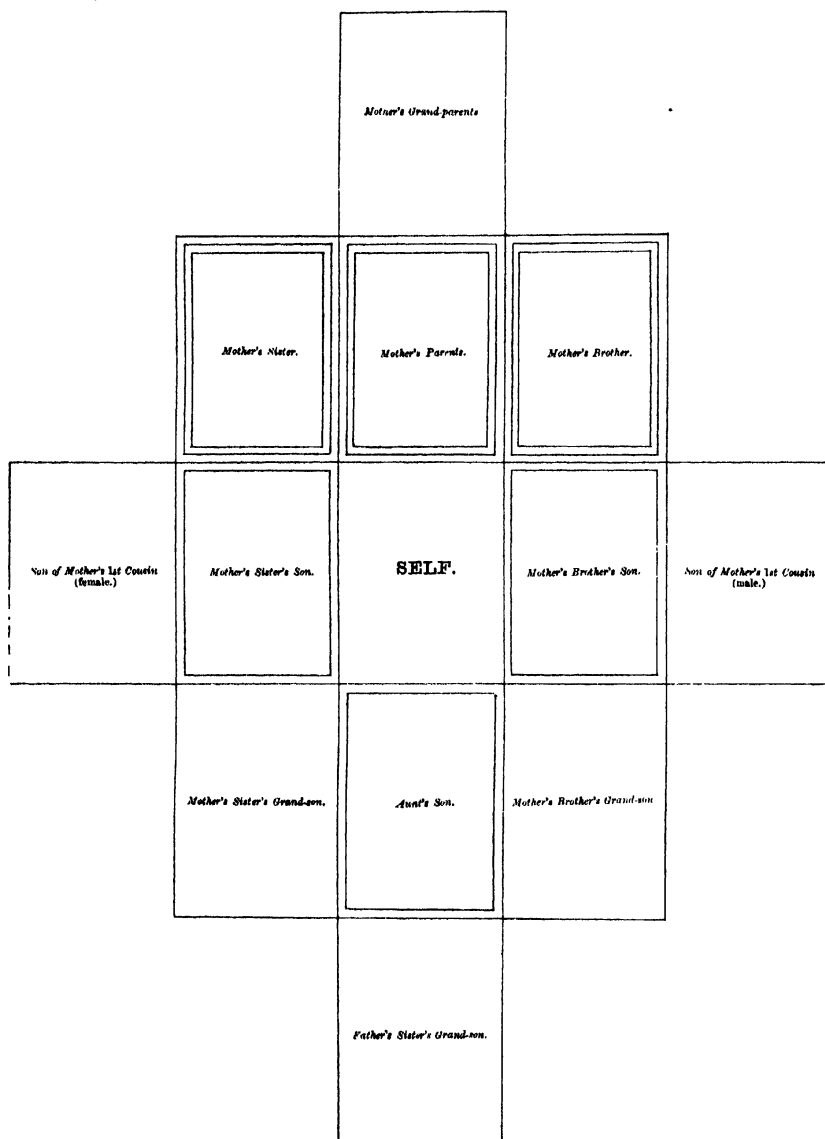 Mother's Grand-parents
Mother's Sister.
Mother's Parents.
Mother's Brother.
Son of Mother's 1st Cousin
(female.)
Mother's Sister's Son.
SELF.
Mother's Brother's Son.
Son of Mother's 1st Cousin
(male.)
Mother's Sister's Grand-son.
Aunt's Son.
Mother's Brother's Grand-son
Father's Sister's Grand-son.